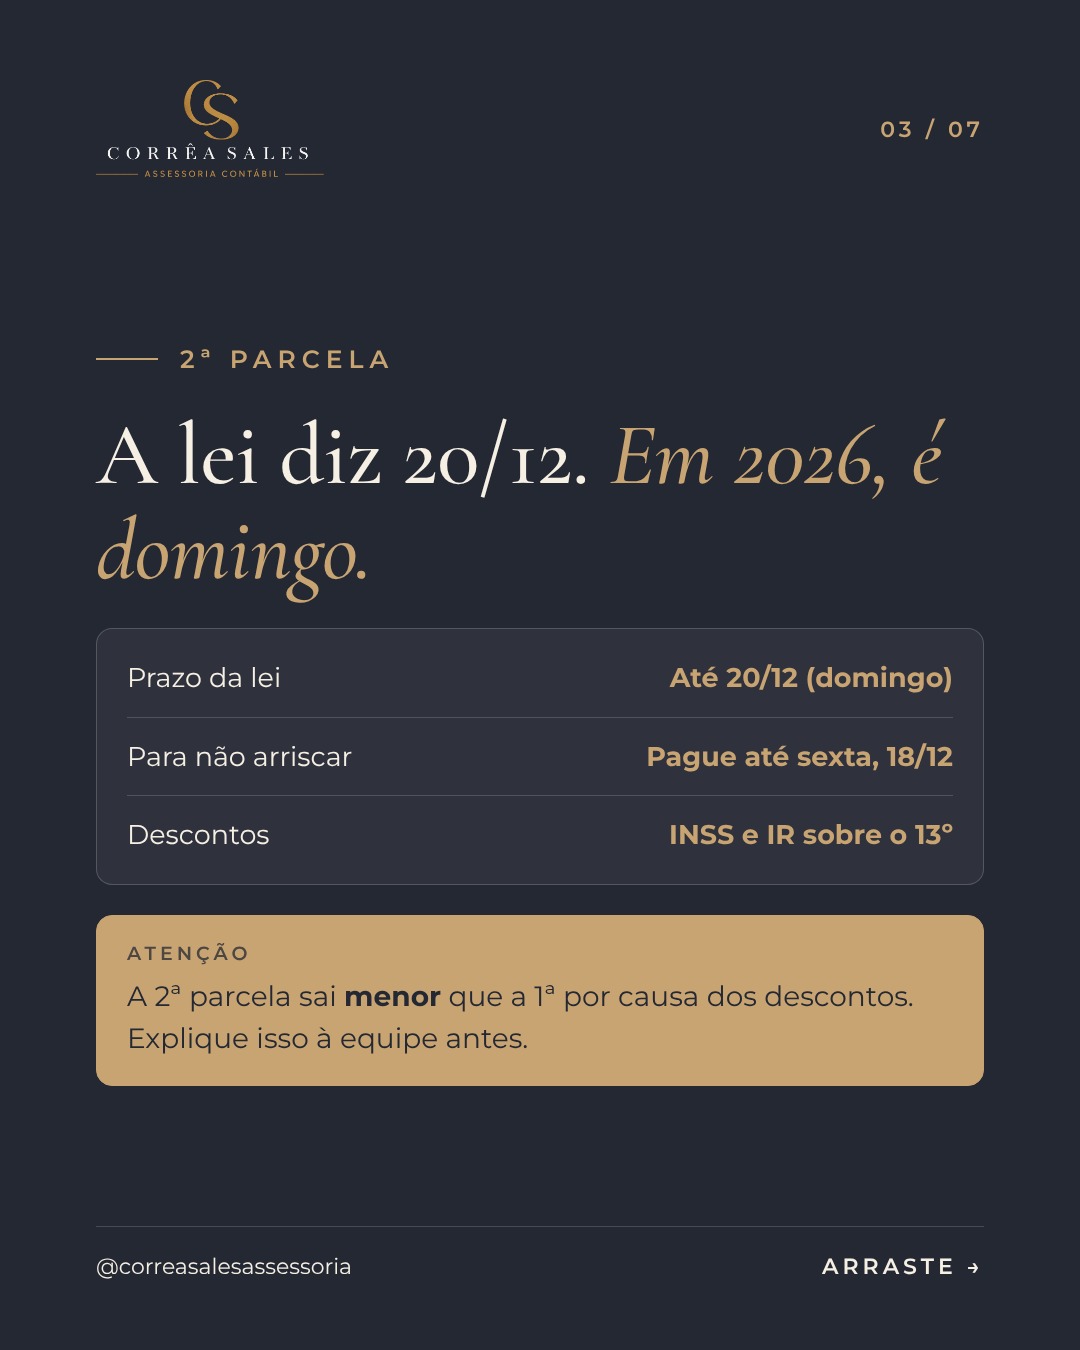 CS
CORRÊA SALES
ASSESSORIA CONTÁBIL
03 / 07
2ª PARCELA
A lei diz 20/12. Em 2026, é
domingo.
Prazo da lei
Até 20/12 (domingo)
Para não arriscar
Pague até sexta, 18/12
Descontos
INSS e IR sobre o 13º
ATENÇÃO
A 2ª parcela sai menor que a 1ª por causa dos descontos.
Explique isso à equipe antes.
@correasalesassessoria
ARRASTE →